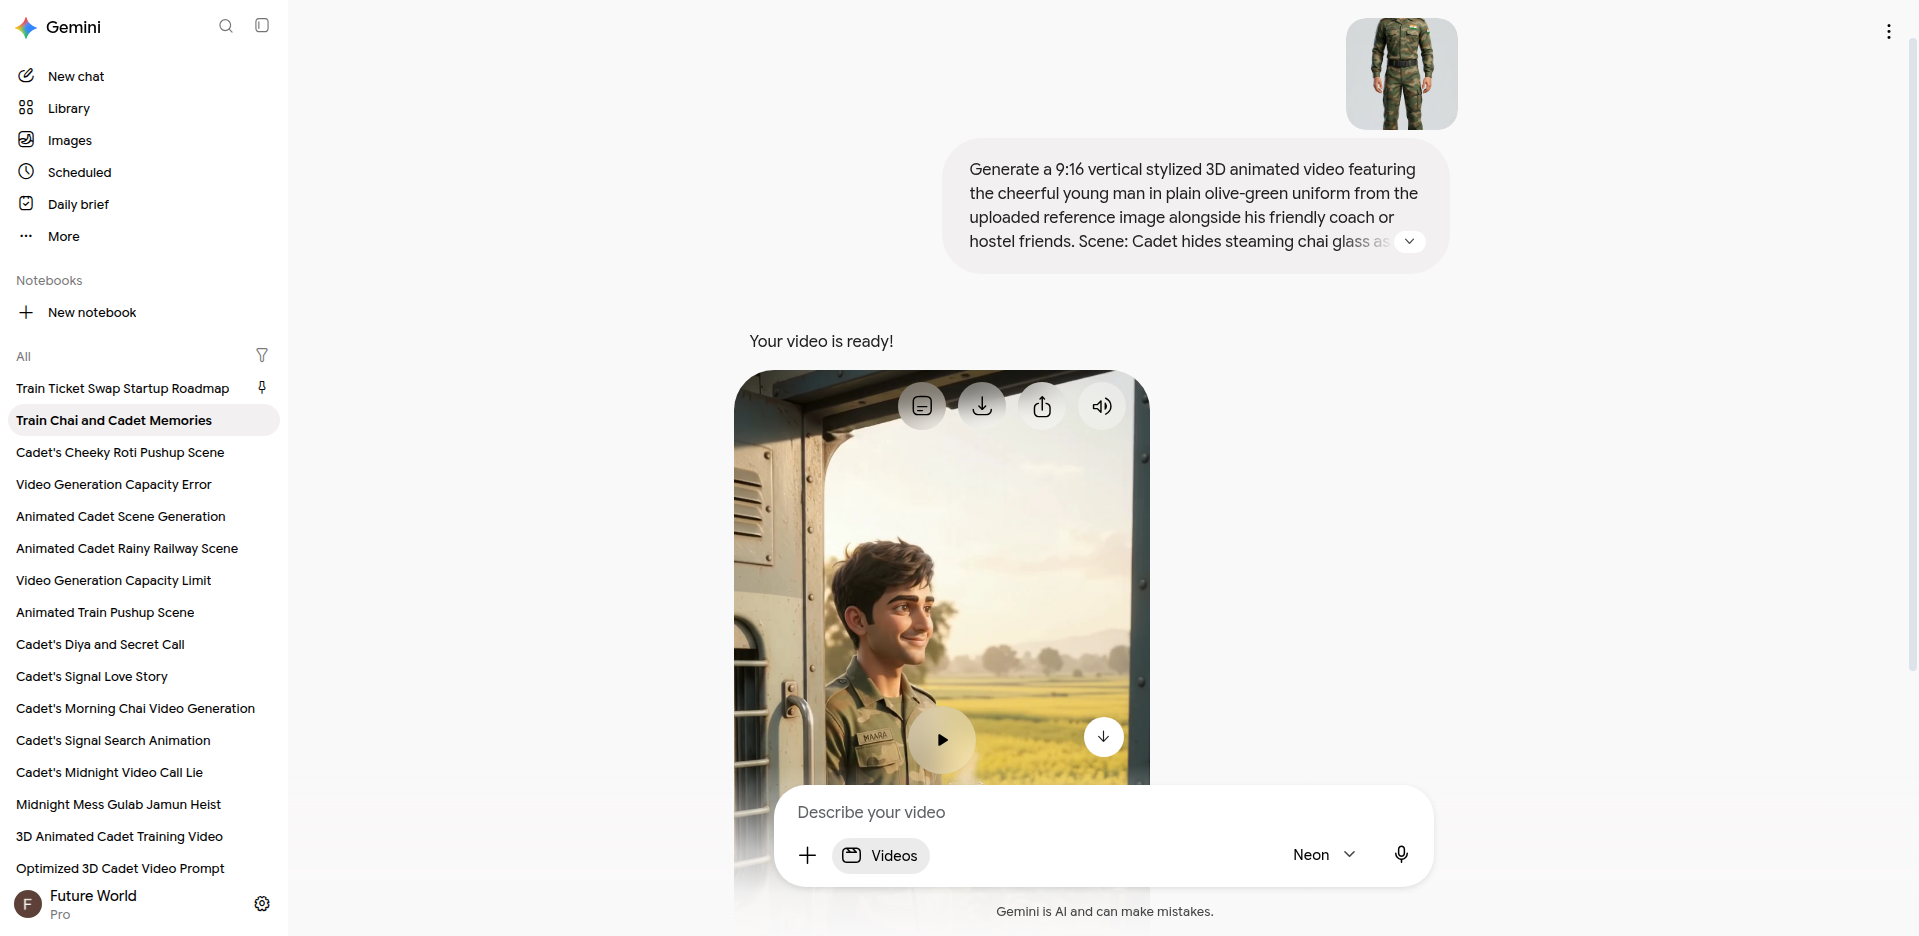 Gemini
New chat
Library
Images
Scheduled
Daily brief
More
Notebooks
New notebook
All
Train Ticket Swap Startup Roadmap
Train Chai and Cadet Memories
Cadet's Cheeky Roti Pushup Scene
Video Generation Capacity Error
Animated Cadet Scene Generation
Animated Cadet Rainy Railway Scene
Video Generation Capacity Limit
Animated Train Pushup Scene
Cadet's Diya and Secret Call
Cadet's Signal Love Story
Cadet's Morning Chai Video Generation
Cadet's Signal Search Animation
Cadet's Midnight Video Call Lie
Midnight Mess Gulab Jamun Heist
3D Animated Cadet Training Video
Optimized 3D Cadet Video Prompt
F
Future World
Pro
Generate a 9:16 vertical stylized 3D animated video featuring
the cheerful young man in plain olive-green uniform from the
uploaded reference image alongside his friendly coach or
hostel friends. Scene: Cadet hides steaming chai glass as
Your video is ready!
MAARA
Describe your video
Videos
Neon
Gemini is AI and can make mistakes.